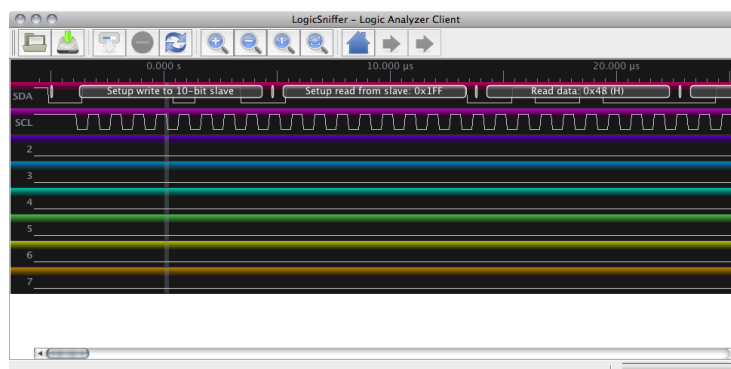 LogicSniffer – Logic Analyzer Client
0.000 s 10.000 µs 20.000 µs
SDA Setup write to 10-bit slave Setup read from slave: 0x1FF Read data: 0x48 (H)
SCL
2
3
4
5
6
7